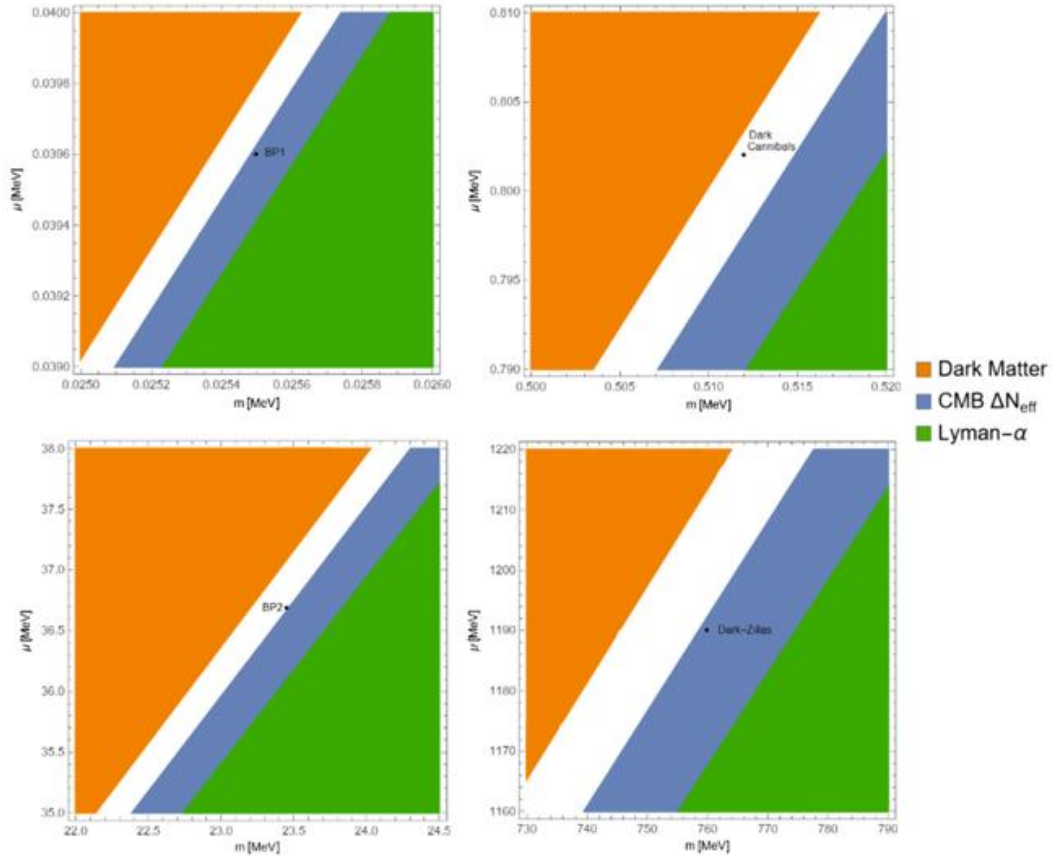 0.0400
0.0398
0.0396
0.0394
0.0392
0.0390
μ [MeV]
BP1
0.0250 0.0252 0.0254 0.0256 0.0258 0.0260
m [MeV]
0.810
0.805
0.800
0.795
0.790
μ [MeV]
Dark
Cannibals
0.500 0.505 0.510 0.515 0.520
m [MeV]
Dark Matter
CMB ΔN_eff
Lyman-α
38.0
37.5
37.0
36.5
36.0
35.5
35.0
μ [MeV]
BP2
22.0 22.5 23.0 23.5 24.0 24.5
m [MeV]
1220
1210
1200
1190
1180
1170
1160
μ [MeV]
Dark-Zillas
730 740 750 760 770 780 790
m [MeV]